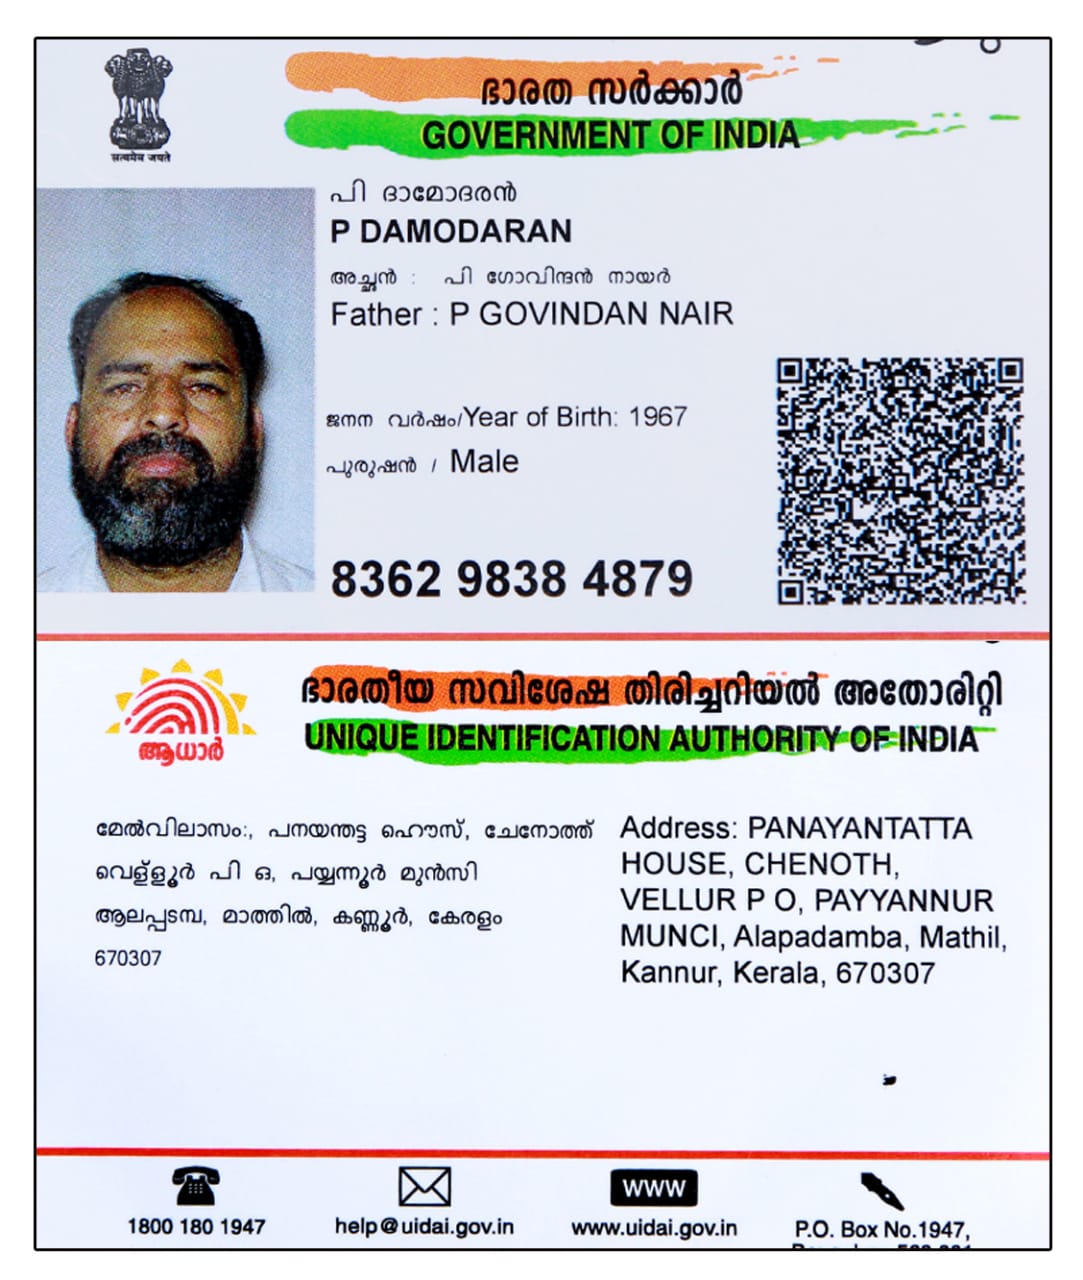 ഭാരത സർക്കാർ
GOVERNMENT OF INDIA
सत्यमेव जयते
പി ദാമോദരൻ
P DAMODARAN
അച്ഛൻ : പി ഗോവിന്ദൻ നായർ
Father : P GOVINDAN NAIR
ജനന വർഷം/Year of Birth: 1967
പുരുഷൻ / Male
8362 9838 4879
ഭാരതീയ സവിശേഷ തിരിച്ചറിയൽ അതോരിറ്റി
UNIQUE IDENTIFICATION AUTHORITY OF INDIA
ആധാർ
മേൽവിലാസം:, പനയന്തട്ട ഹൌസ്, ചേനോത്ത്
വെള്ളൂർ പി ഒ, പയ്യന്നൂർ മുൻസി
ആലപ്പടമ്പ, മാത്തിൽ, കണ്ണൂർ, കേരളം
670307
Address: PANAYANTATTA
HOUSE, CHENOTH,
VELLUR P O, PAYYANNUR
MUNCI, Alapadamba, Mathil,
Kannur, Kerala, 670307
WWW
1800 180 1947
help@uidai.gov.in
www.uidai.gov.in
P.O. Box No.1947,